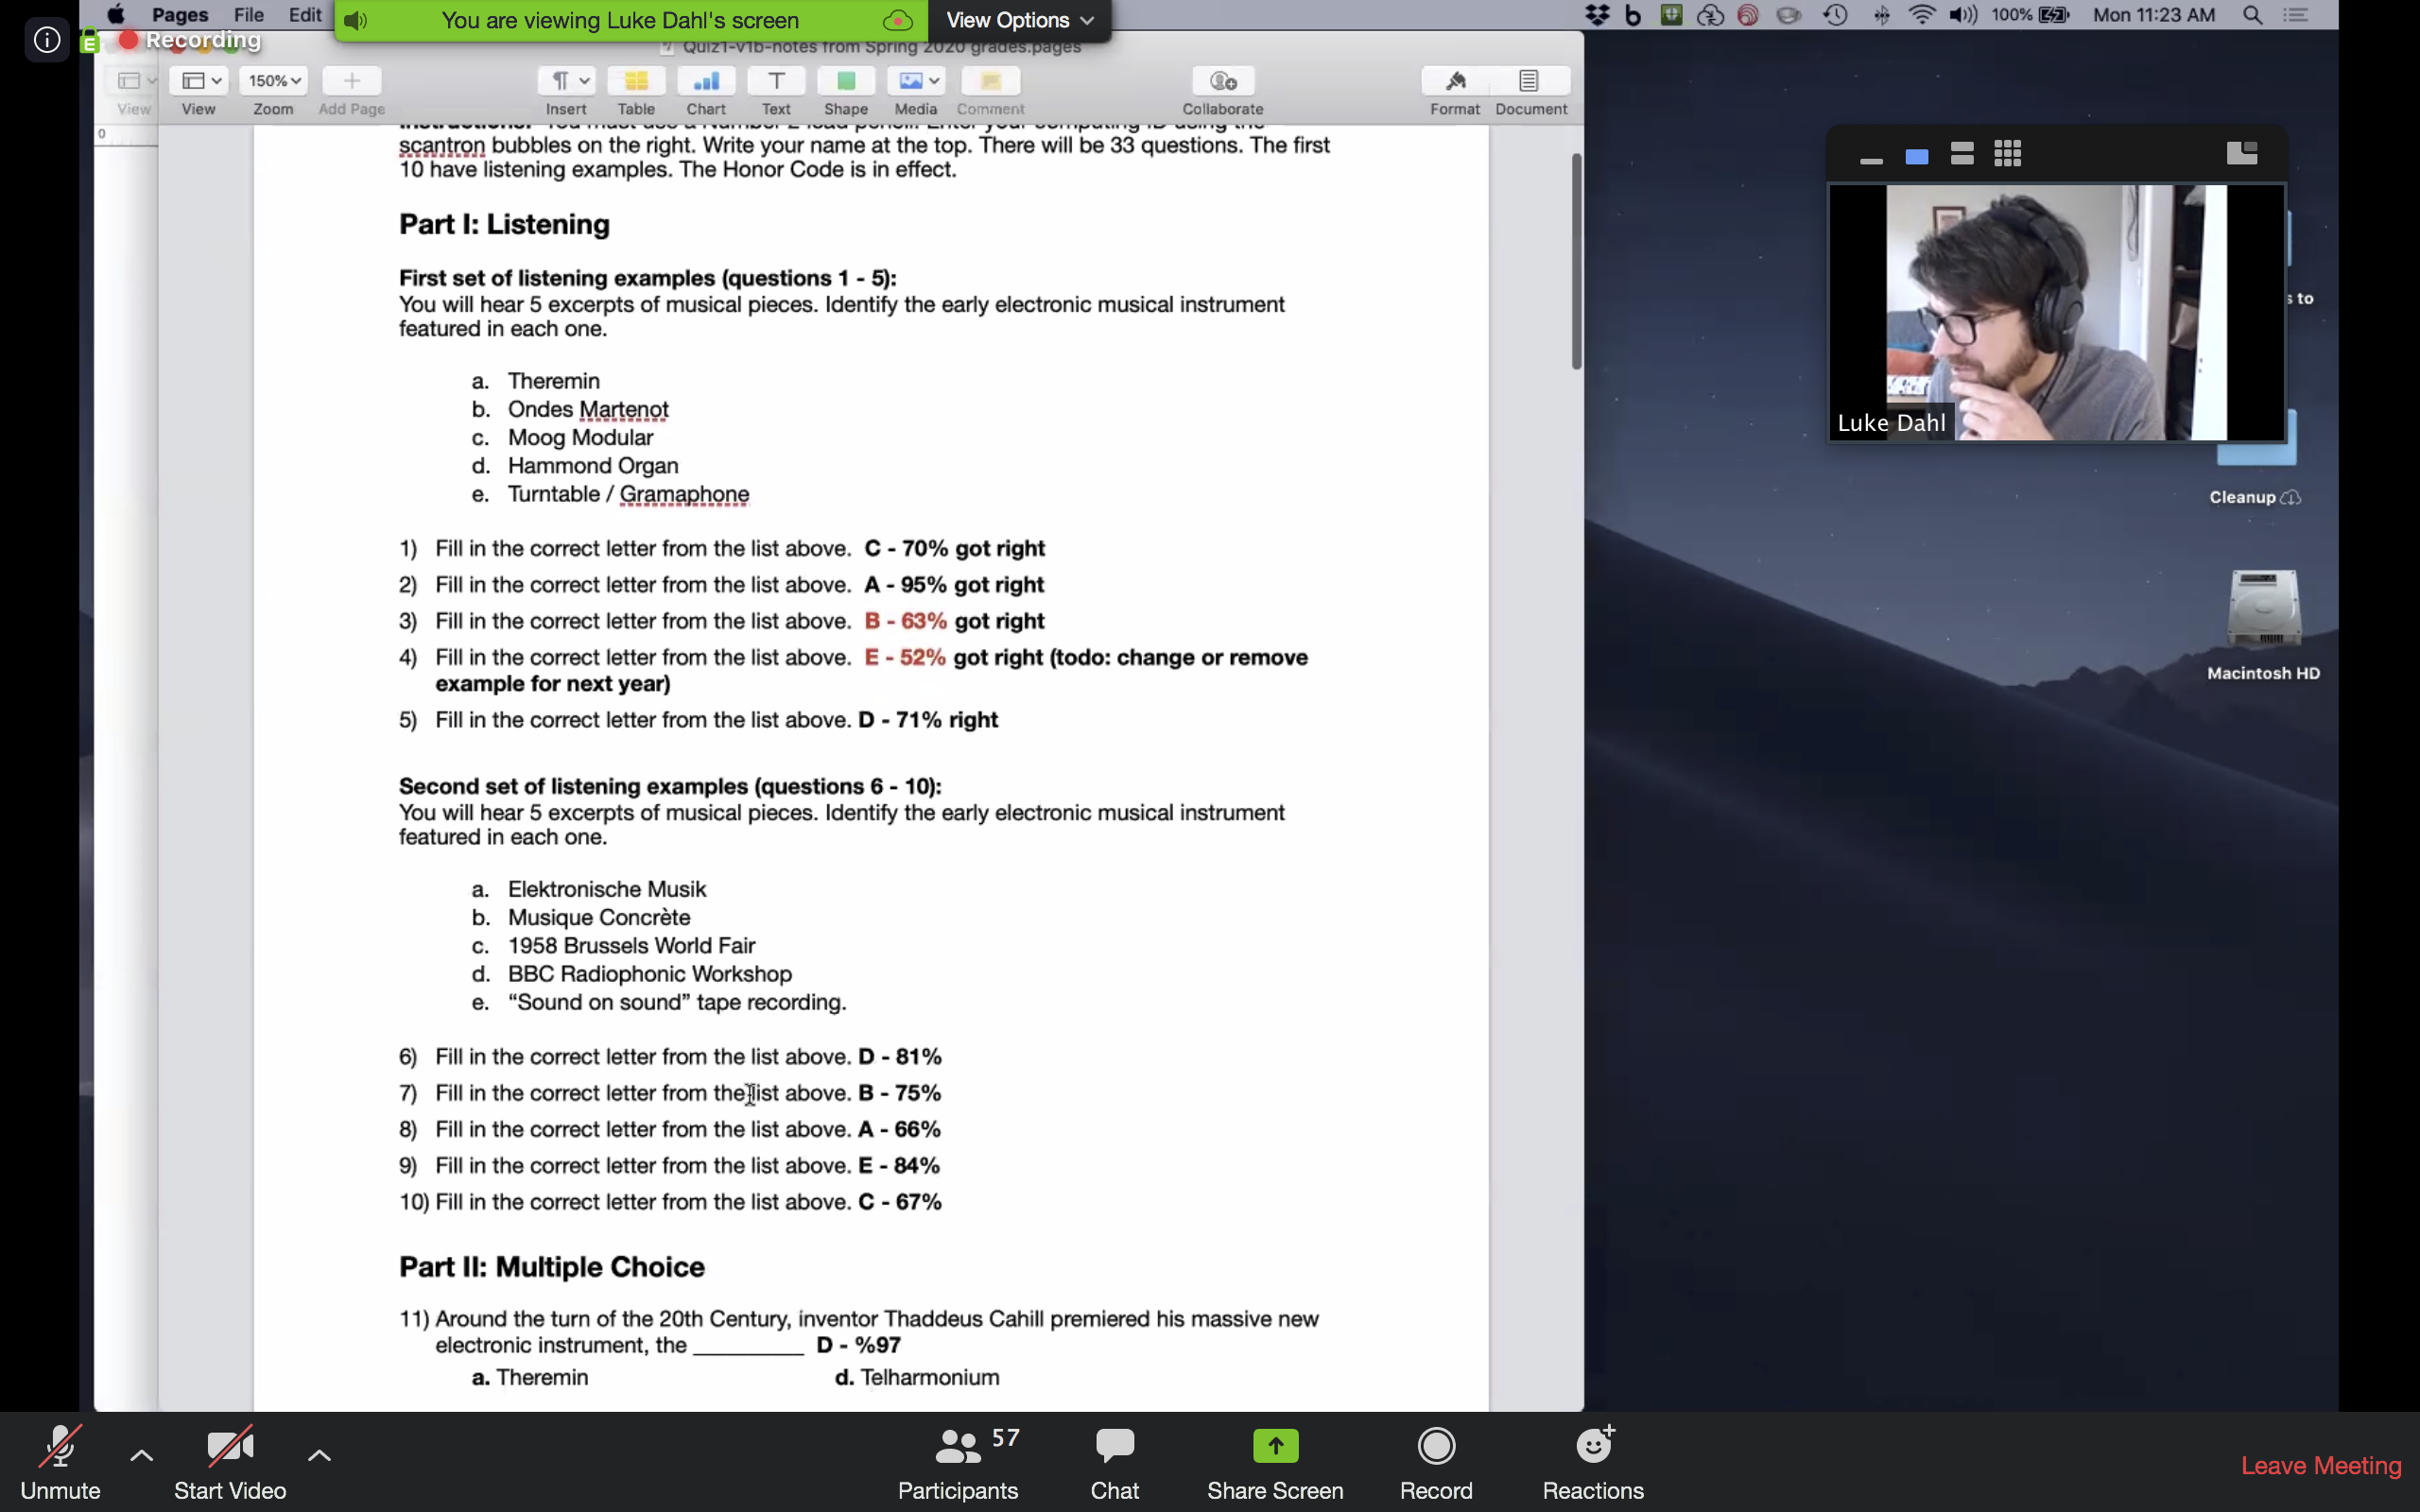 Pages File Edit
You are viewing Luke Dahl's screen
View Options
100%
Mon 11:23 AM
Recording
Quiz1-v1b-notes from Spring 2020 grades.pages
150%
View
View
Zoom
Add Page
Insert
Table
Chart
Text
Shape
Media
Comment
Collaborate
Format
Document
0
Instructions: You must use a Number 2 lead pencil. Enter your computing ID using the
scantron bubbles on the right. Write your name at the top. There will be 33 questions. The first
10 have listening examples. The Honor Code is in effect.
Part I: Listening
First set of listening examples (questions 1 - 5):
You will hear 5 excerpts of musical pieces. Identify the early electronic musical instrument
featured in each one.
a. Theremin
b. Ondes Martenot
c. Moog Modular
d. Hammond Organ
e. Turntable / Gramaphone
1) Fill in the correct letter from the list above. C - 70% got right
2) Fill in the correct letter from the list above. A - 95% got right
3) Fill in the correct letter from the list above. B - 63% got right
4) Fill in the correct letter from the list above. E - 52% got right (todo: change or remove
example for next year)
5) Fill in the correct letter from the list above. D - 71% right
Second set of listening examples (questions 6 - 10):
You will hear 5 excerpts of musical pieces. Identify the early electronic musical instrument
featured in each one.
a. Elektronische Musik
b. Musique Concrète
c. 1958 Brussels World Fair
d. BBC Radiophonic Workshop
e. “Sound on sound” tape recording.
6) Fill in the correct letter from the list above. D - 81%
7) Fill in the correct letter from the list above. B - 75%
8) Fill in the correct letter from the list above. A - 66%
9) Fill in the correct letter from the list above. E - 84%
10) Fill in the correct letter from the list above. C - 67%
Part II: Multiple Choice
11) Around the turn of the 20th Century, inventor Thaddeus Cahill premiered his massive new
electronic instrument, the __________ D - %97
a. Theremin
d. Telharmonium
Luke Dahl
s to
Cleanup
Macintosh HD
Unmute
Start Video
57
Participants
Chat
Share Screen
Record
Reactions
Leave Meeting